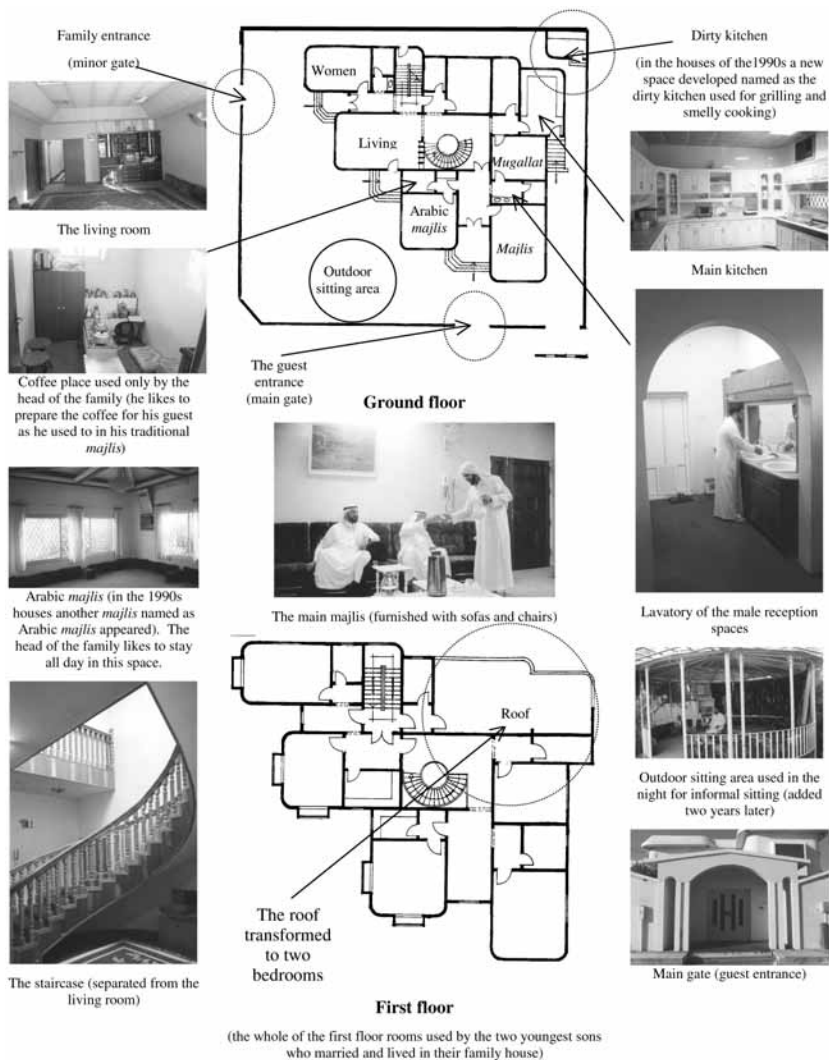 Family entrance
(minor gate)
The living room
Coffee place used only by the
head of the family (he likes to
prepare the coffee for his guest
as he used to in his traditional
majlis)
Arabic majlis (in the 1990s
houses another majlis named as
Arabic majlis appeared). The
head of the family likes to stay
all day in this space.
The staircase (separated from the
living room)
Women
Living
Mugallat
Arabic
majlis
Majlis
Outdoor
sitting area
The guest
entrance
(main gate)
Ground floor
The main majlis (furnished with sofas and chairs)
Roof
The roof
transformed
to two
bedrooms
First floor
(the whole of the first floor rooms used by the two youngest sons
who married and lived in their family house)
Dirty kitchen
(in the houses of the1990s a new
space developed named as the
dirty kitchen used for grilling and
smelly cooking)
Main kitchen
Lavatory of the male reception
spaces
Outdoor sitting area used in the
night for informal sitting (added
two years later)
Main gate (guest entrance)